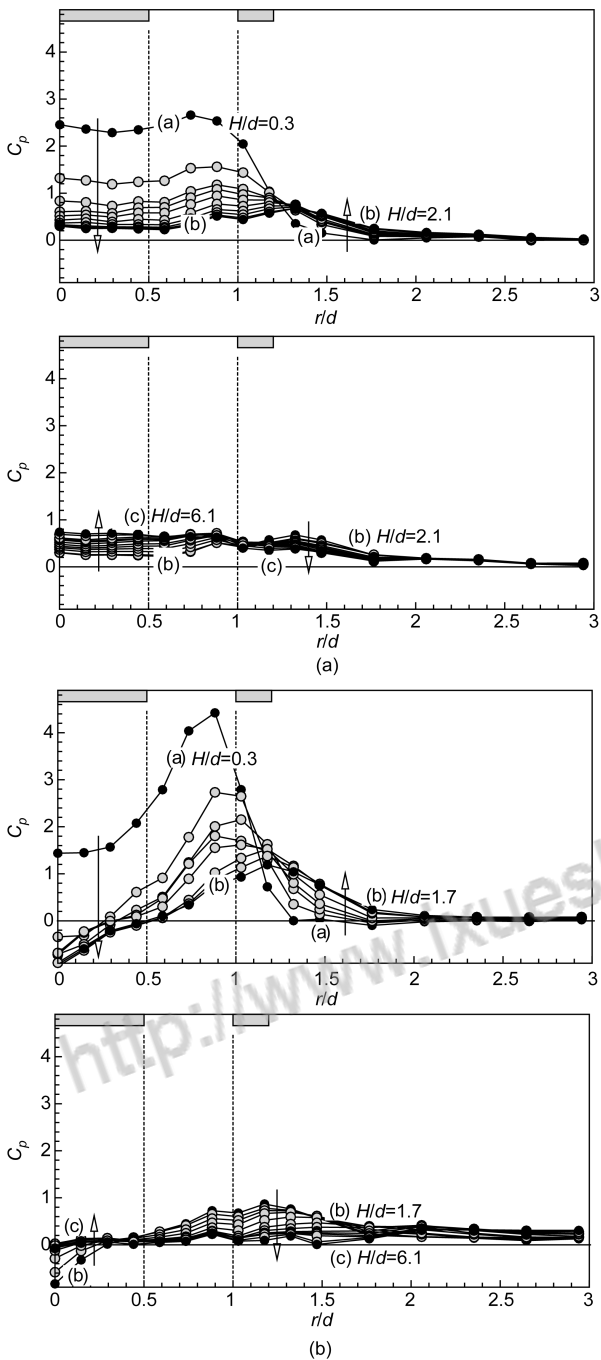 4
3
2
1
0
C_p
(a)
H/d=0.3
(b)
(a)
(b) H/d=2.1
0 0.5 1 1.5 2 2.5 3
r/d
4
3
2
1
0
C_p
(c) H/d=6.1
(b)
(c)
(b) H/d=2.1
0 0.5 1 1.5 2 2.5 3
r/d
(a)
4
3
2
1
0
C_p
(a) H/d=0.3
(b)
(a)
(b) H/d=1.7
0 0.5 1 1.5 2 2.5 3
r/d
http://www.ixues
4
3
2
1
0
C_p
(c)
(b)
(b) H/d=1.7
(c) H/d=6.1
0 0.5 1 1.5 2 2.5 3
r/d
(b)